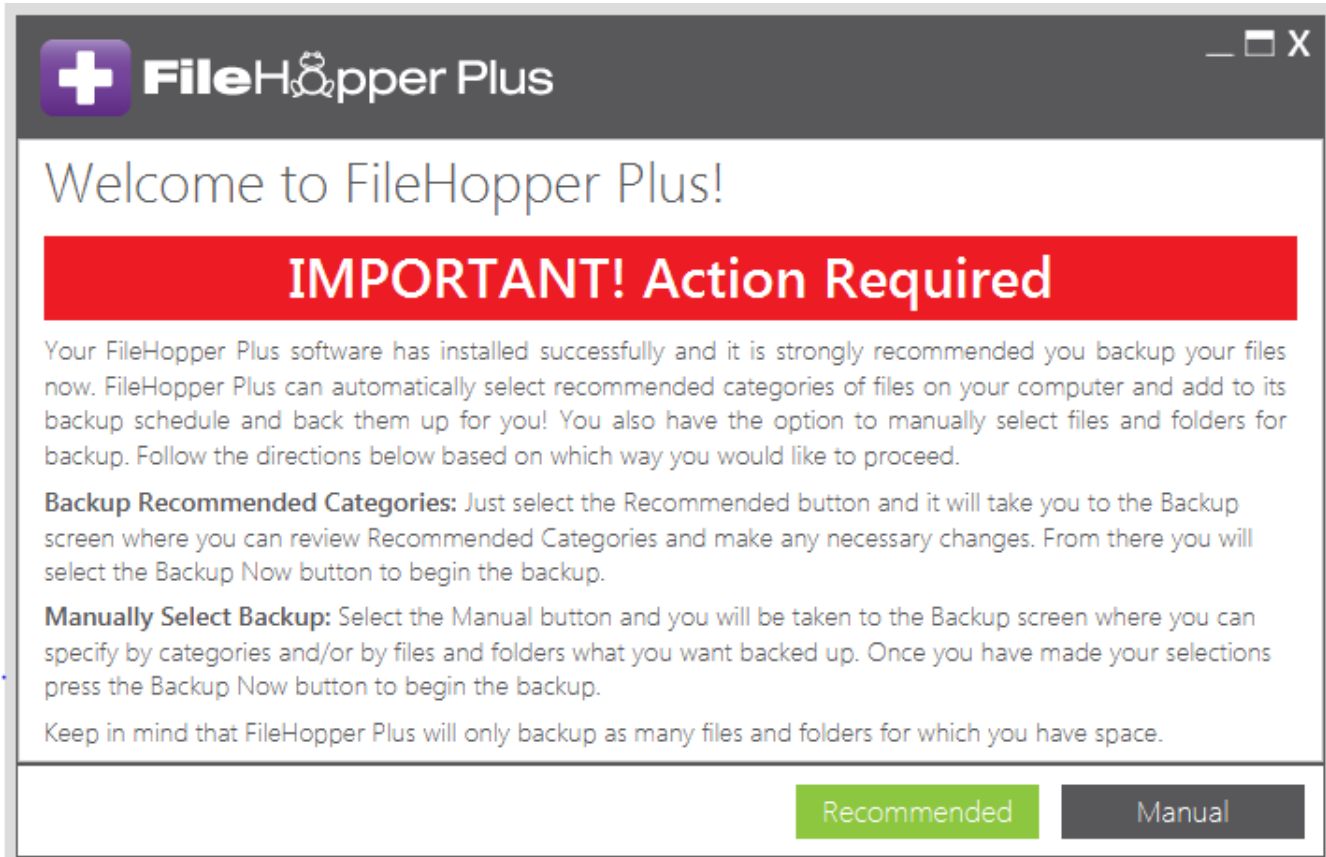 FileHopper Plus
X
Welcome to FileHopper Plus!
IMPORTANT! Action Required
Your FileHopper Plus software has installed successfully and it is strongly recommended you backup your files
now. FileHopper Plus can automatically select recommended categories of files on your computer and add to its
backup schedule and back them up for you! You also have the option to manually select files and folders for
backup. Follow the directions below based on which way you would like to proceed.
Backup Recommended Categories: Just select the Recommended button and it will take you to the Backup
screen where you can review Recommended Categories and make any necessary changes. From there you will
select the Backup Now button to begin the backup.
Manually Select Backup: Select the Manual button and you will be taken to the Backup screen where you can
specify by categories and/or by files and folders what you want backed up. Once you have made your selections
press the Backup Now button to begin the backup.
Keep in mind that FileHopper Plus will only backup as many files and folders for which you have space.
Recommended
Manual